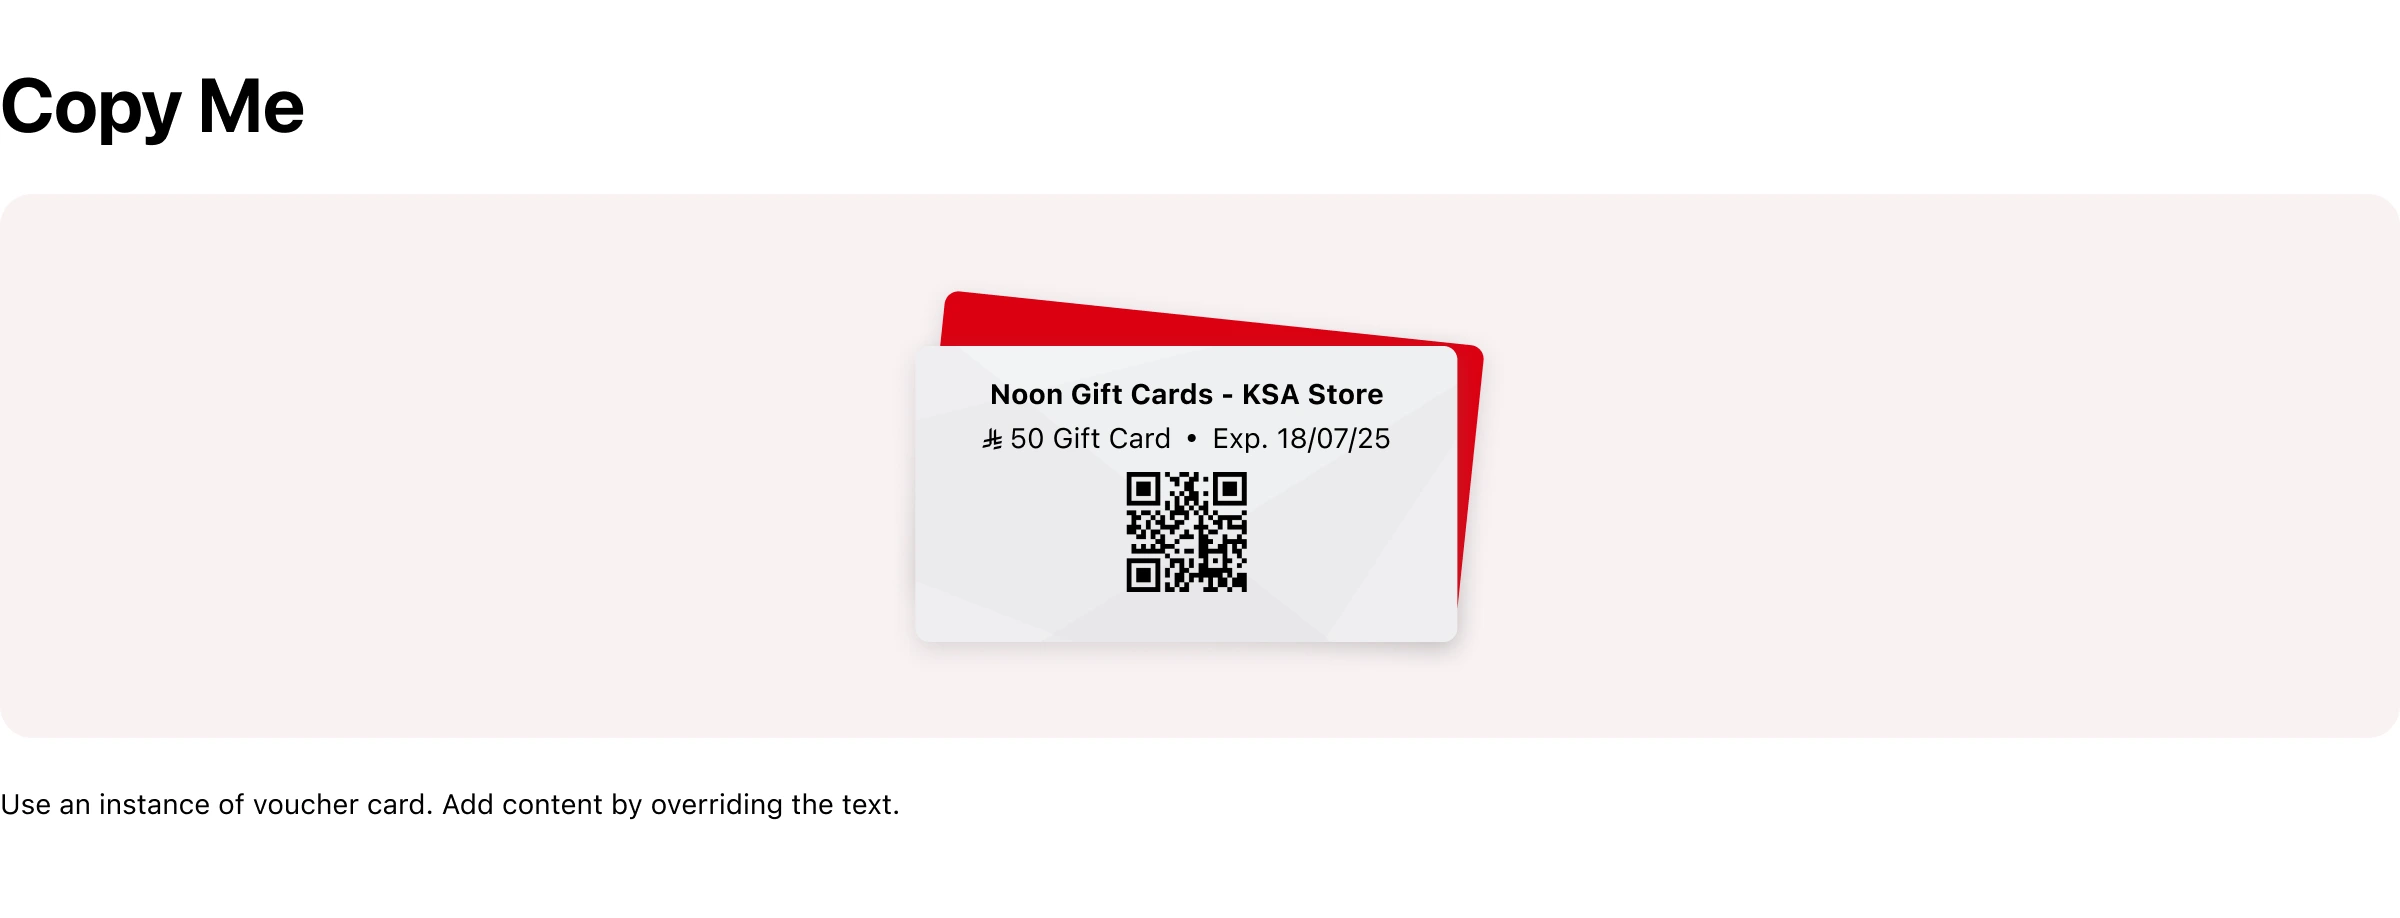 Copy Me
Noon Gift Cards - KSA Store
⃁ 50 Gift Card • Exp. 18/07/25
Use an instance of voucher card. Add content by overriding the text.